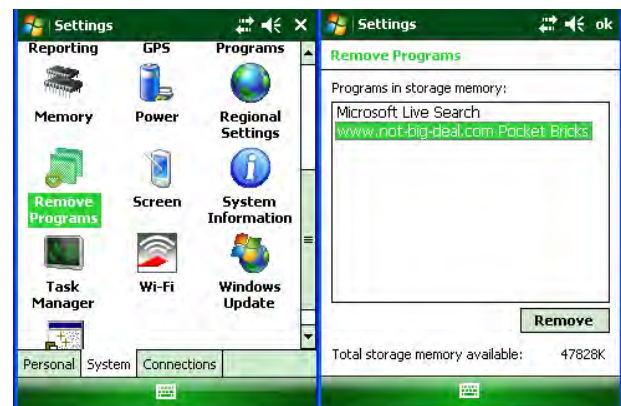 Settings
Reporting GPS Programs
Memory Power Regional
Settings
Remove Screen System
Programs Information
Task Wi-Fi Windows
Manager Update
Personal System Connections
Settings ok
Remove Programs
Programs in storage memory:
Microsoft Live Search
www.not-big-deal.com Pocket Bricks
Remove
Total storage memory available: 47828K